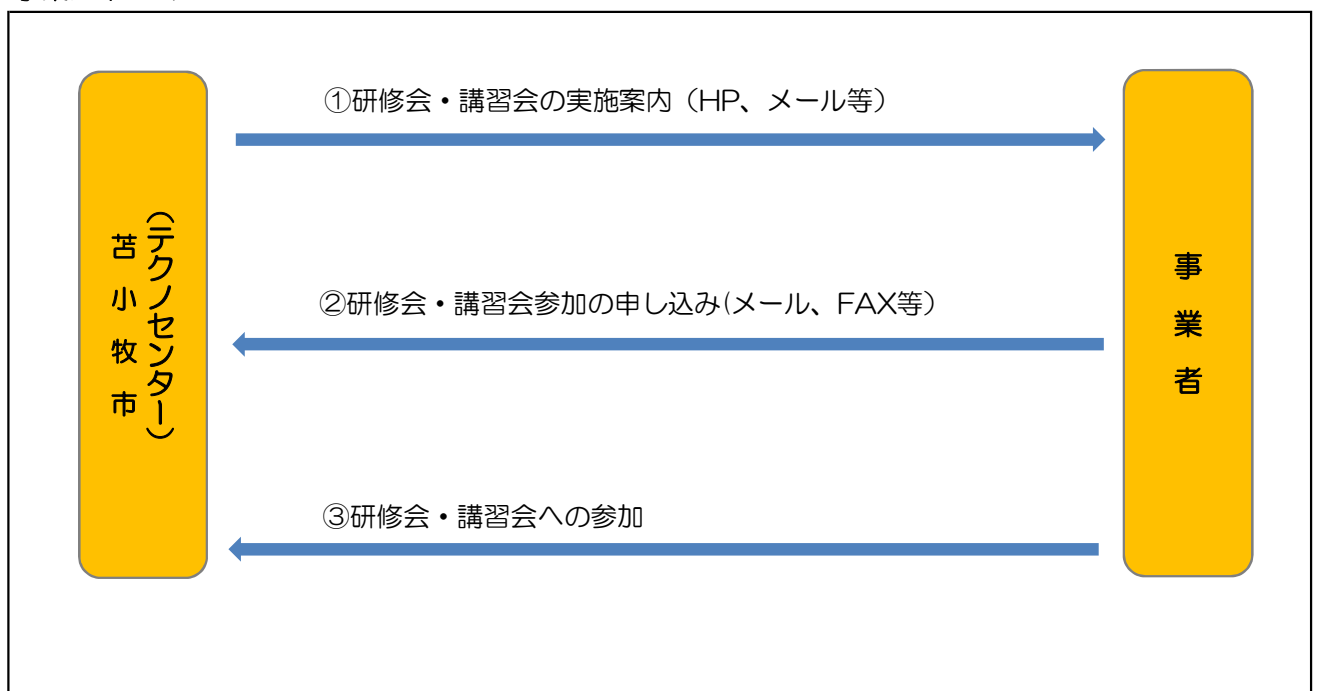 ①研修会・講習会の実施案内（HP、メール等）
苫小牧市
（テクノセンター）
事業者
②研修会・講習会参加の申し込み(メール、FAX等）
③研修会・講習会への参加